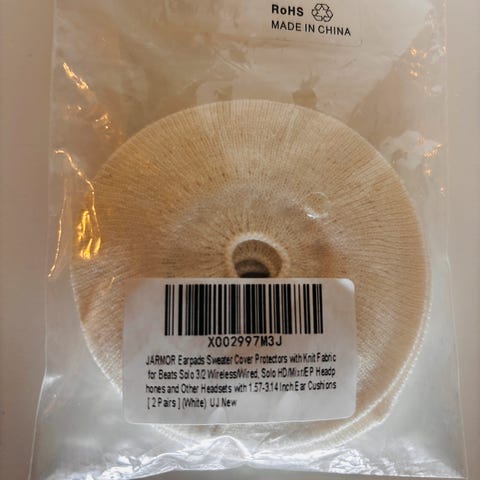 RoHS
MADE IN CHINA
X002997M3J
JARMOR Earpads Sweater Cover Protectors with Knit Fabric
for Beats Solo 3/2 Wireless/Wired, Solo HD/Mixr/EP Headp
hones and Other Headsets with 1.57-3.14 Inch Ear Cushions
[ 2 Pairs ] (White) UJ New